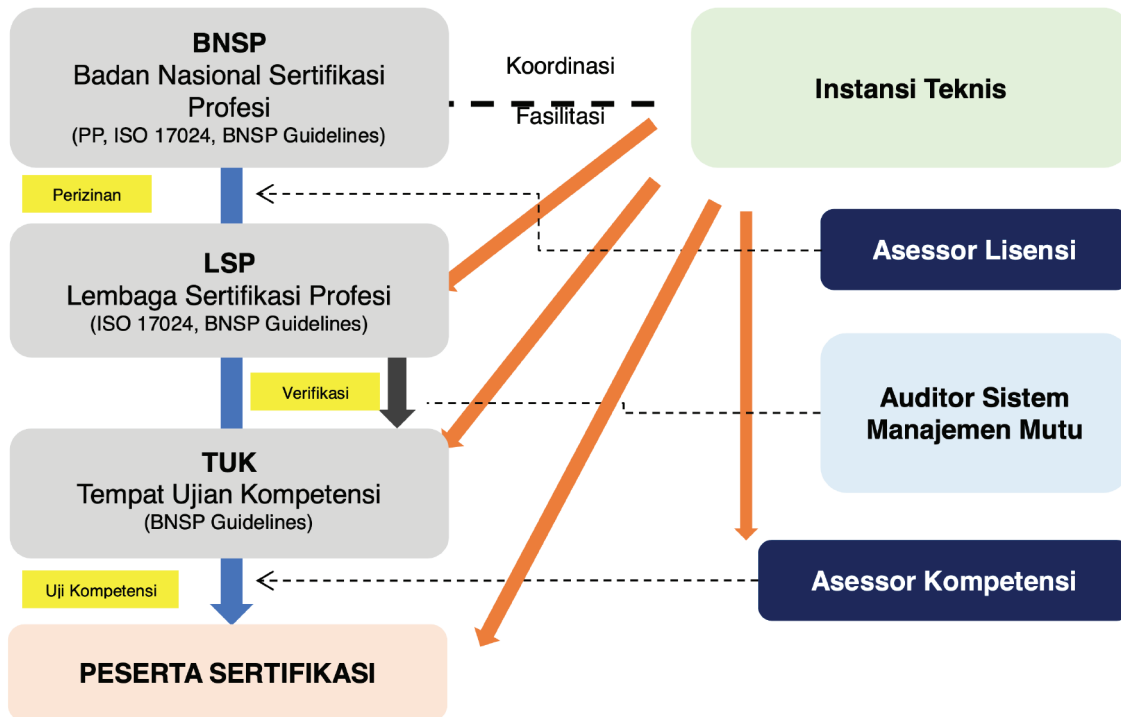 BNSP
Badan Nasional Sertifikasi
Profesi
(PP, ISO 17024, BNSP Guidelines)
Koordinasi
Fasilitasi
Instansi Teknis
Perizinan
LSP
Lembaga Sertifikasi Profesi
(ISO 17024, BNSP Guidelines)
Asessor Lisensi
Verifikasi
Auditor Sistem
Manajemen Mutu
TUK
Tempat Ujian Kompetensi
(BNSP Guidelines)
Uji Kompetensi
Asessor Kompetensi
PESERTA SERTIFIKASI